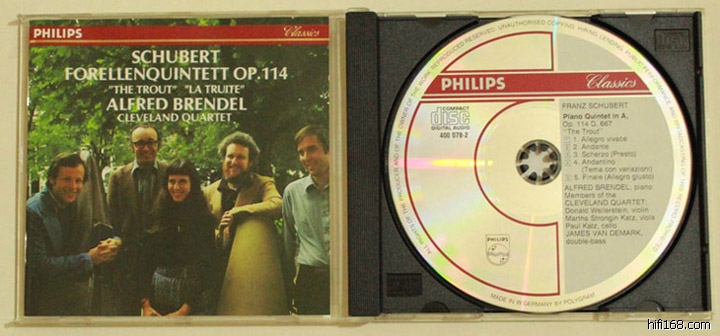 PHILIPS
Classics
SCHUBERT
FORELLENQUINTETT OP.114
"THE TROUT" "LA TRUITE"
ALFRED BRENDEL
CLEVELAND QUARTET
PHILIPS
Classics
COMPACT
disc
DIGITAL AUDIO
400 078-2
FRANZ SCHUBERT
Piano Quintet in A,
Op. 114 D. 667
"The Trout"
1. Allegro vivace
2. Andante
3. Scherzo (Presto)
4. Andantino
(Tema con variazioni)
5. Finale (Allegro giusto)
ALFRED BRENDEL, piano
Members of the
CLEVELAND QUARTET:
Donald Weilerstein, violin
Martha Strongin Katz, viola
Paul Katz, cello
JAMES VAN DEMARK,
double-bass
PHILIPS
MADE IN W.GERMANY BY POLYGRAM
hifi168.com